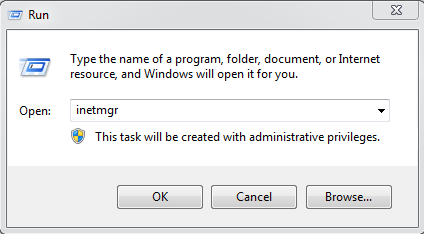 Run
Type the name of a program, folder, document, or Internet
resource, and Windows will open it for you.
Open: inetmgr
This task will be created with administrative privileges.
OK Cancel Browse...